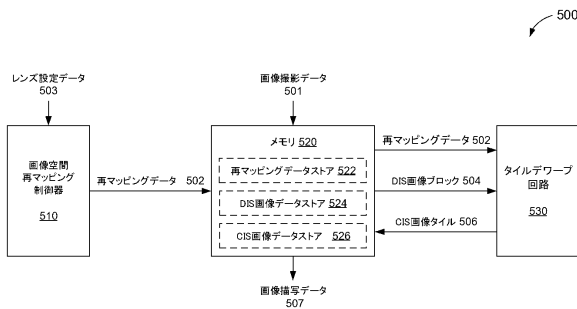 500
レンズ設定データ
503
画像撮影データ
501
画像空間
再マッピング
制御器
510
再マッピングデータ 502
メモリ 520
再マッピングデータストア 522
DIS画像データストア 524
CIS画像データストア 526
再マッピングデータ 502
DIS画像ブロック 504
CIS画像タイル 506
タイルデワープ
回路
530
画像描写データ
507